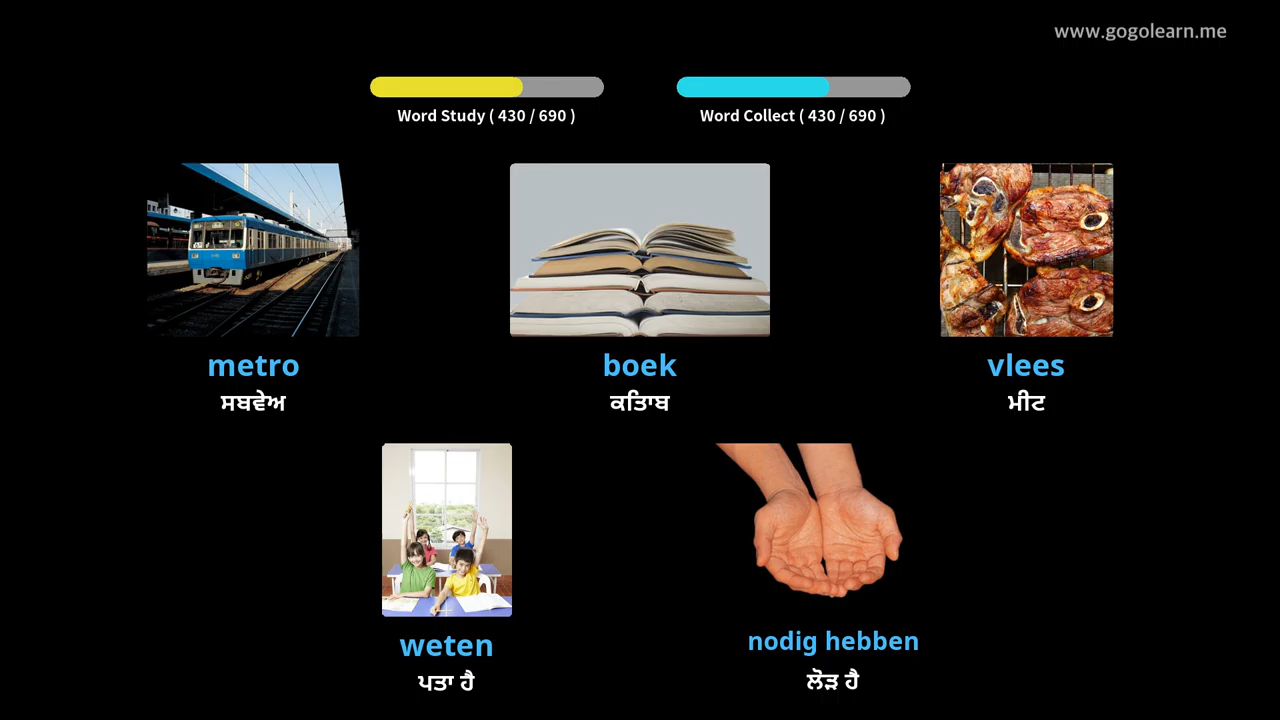 www.gogolearn.me
Word Study ( 430 / 690 )
Word Collect ( 430 / 690 )
metro
ਸਬਵੇਅ
boek
ਕਤਿਾਬ
vlees
ਮੀਟ
weten
ਪਤਾ ਹੈ
nodig hebben
ਲੋੜ ਹੈ